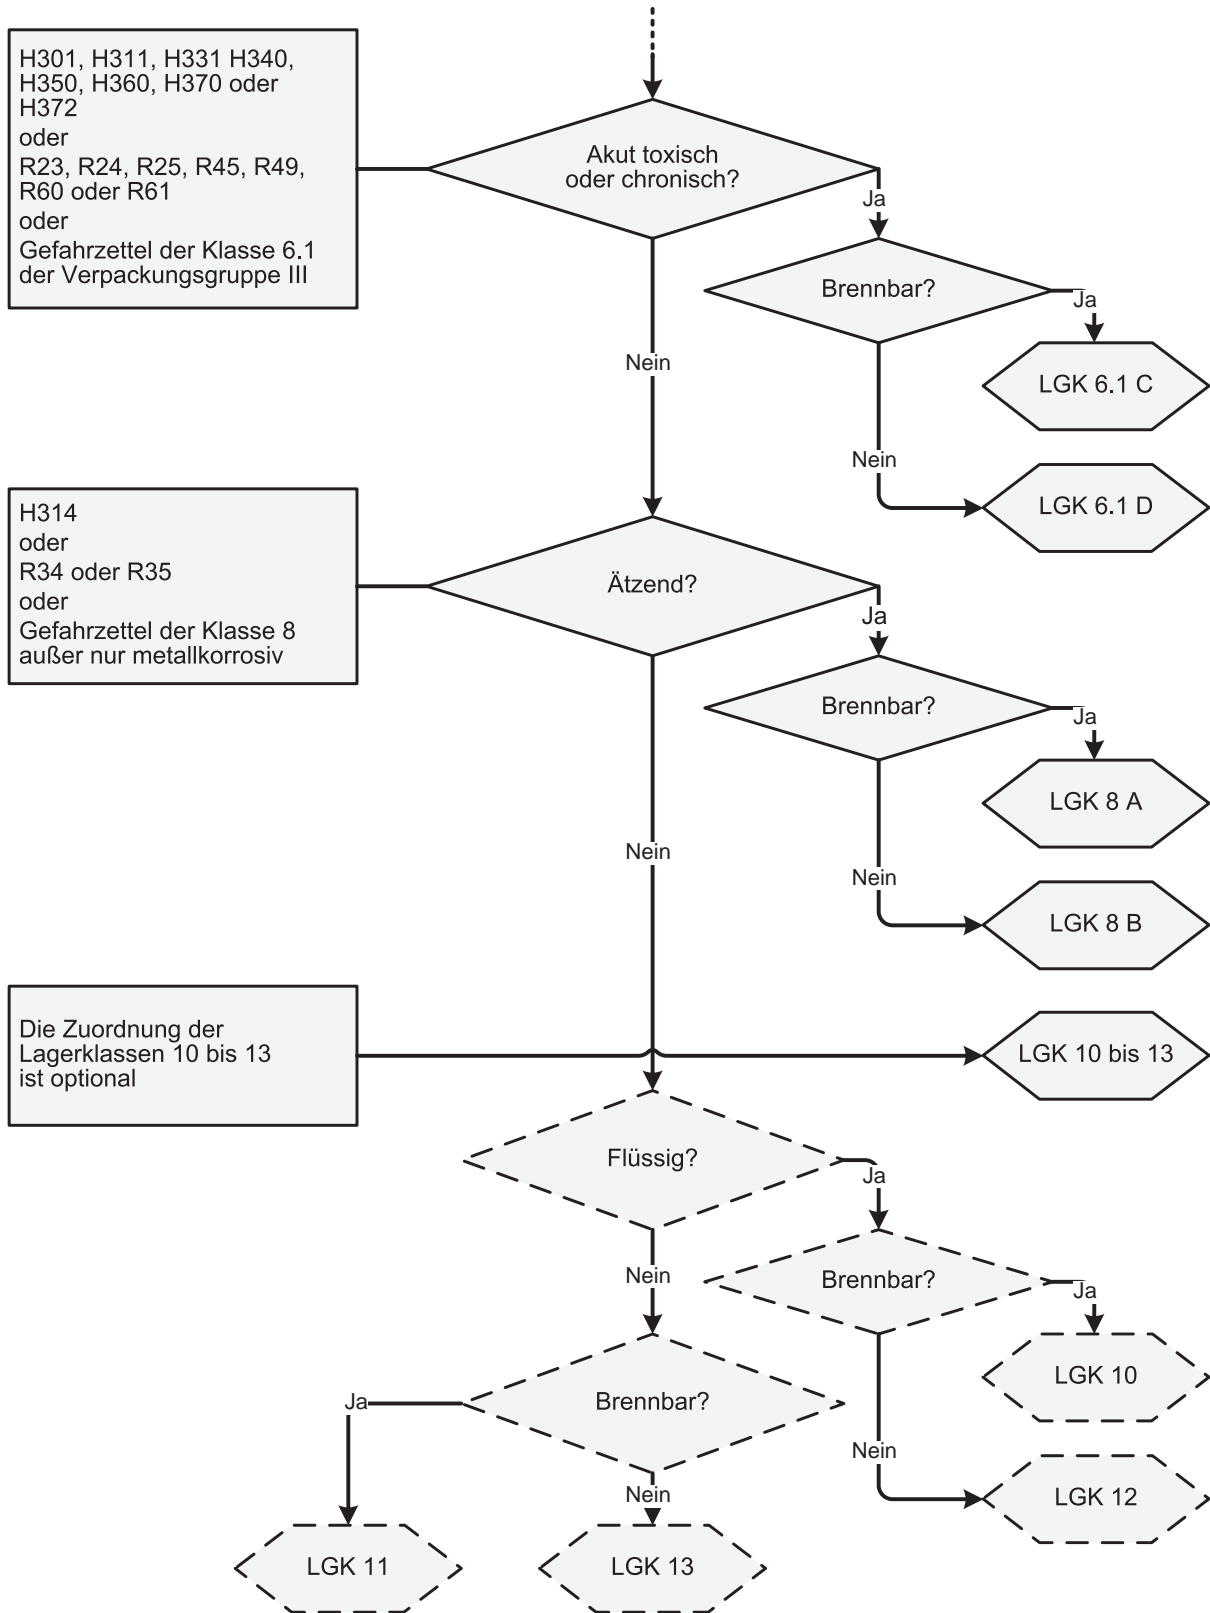 H301, H311, H331 H340,
H350, H360, H370 oder
H372
oder
R23, R24, R25, R45, R49,
R60 oder R61
oder
Gefahrzettel der Klasse 6.1
der Verpackungsgruppe III
Akut toxisch
oder chronisch?
Ja
Brennbar?
Ja
LGK 6.1 C
Nein
Nein
LGK 6.1 D
H314
oder
R34 oder R35
oder
Gefahrzettel der Klasse 8
außer nur metallkorrosiv
Ätzend?
Ja
Brennbar?
Ja
LGK 8 A
Nein
Nein
LGK 8 B
Die Zuordnung der
Lagerklassen 10 bis 13
ist optional
LGK 10 bis 13
Flüssig?
Ja
Nein
Brennbar?
Ja
LGK 10
Brennbar?
Ja
Nein
Nein
LGK 12
LGK 11
LGK 13